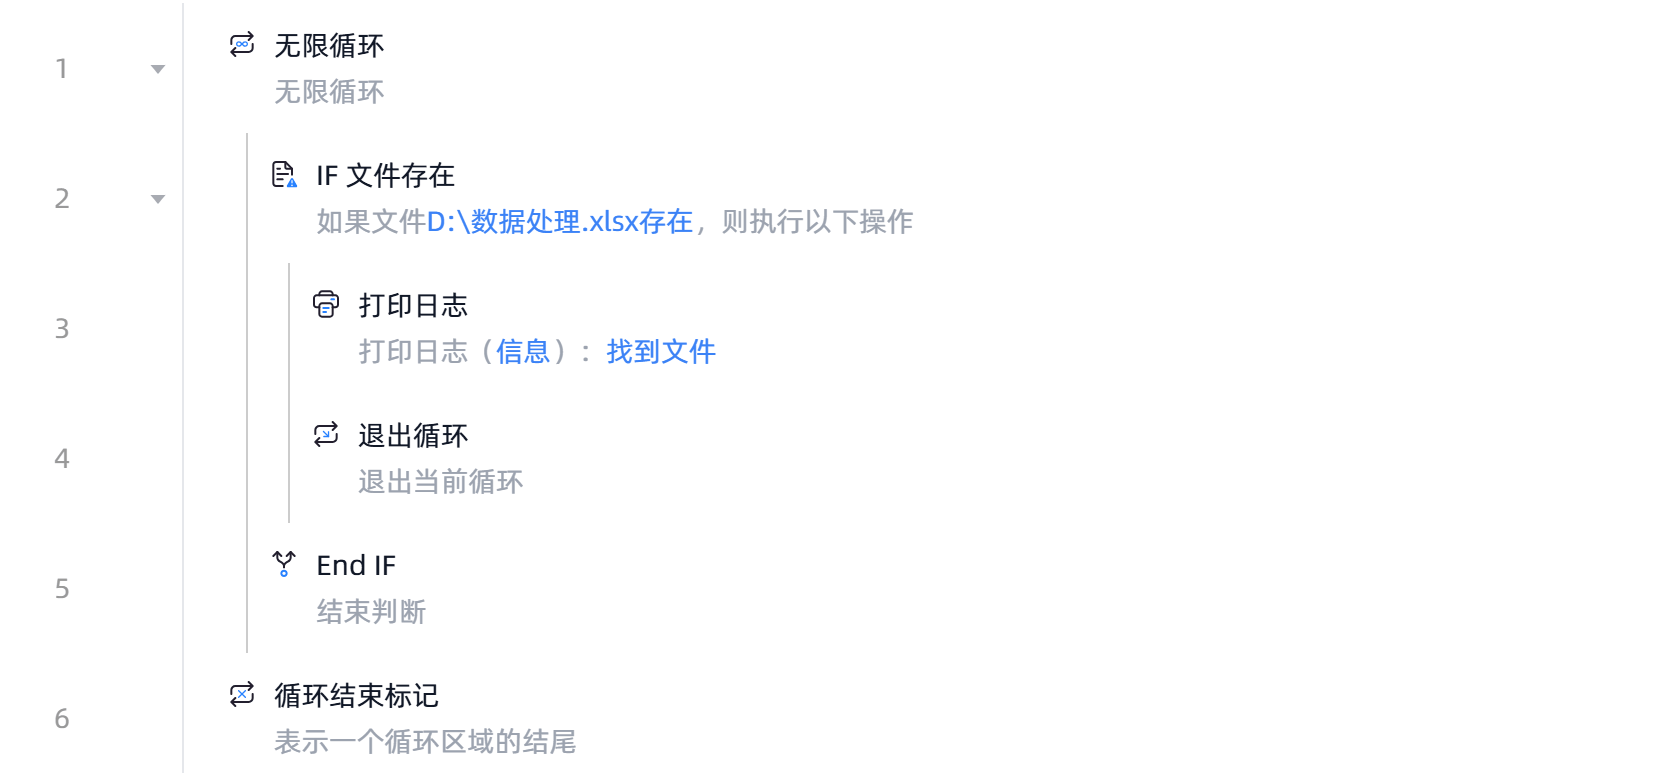 1
无限循环
无限循环
2
IF 文件存在
如果文件D:\数据处理.xlsx存在，则执行以下操作
3
打印日志
打印日志（信息）：找到文件
4
退出循环
退出当前循环
5
End IF
结束判断
6
循环结束标记
表示一个循环区域的结尾